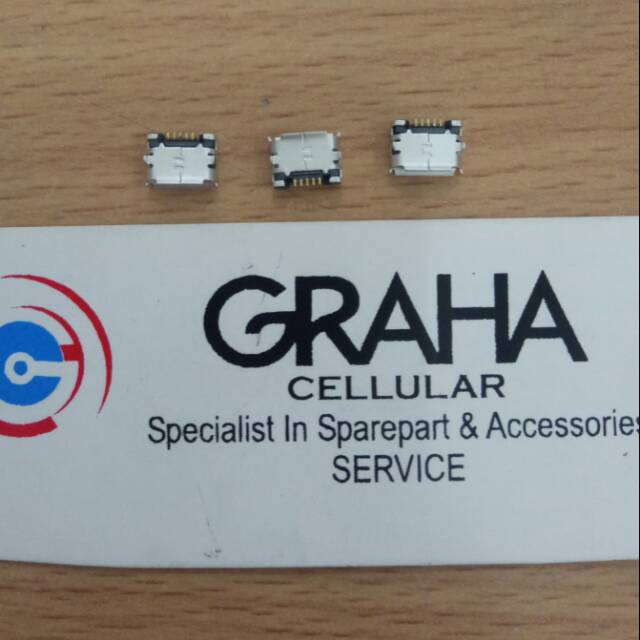 GRAHA
CELLULAR
Specialist In Sparepart & Accessories
SERVICE